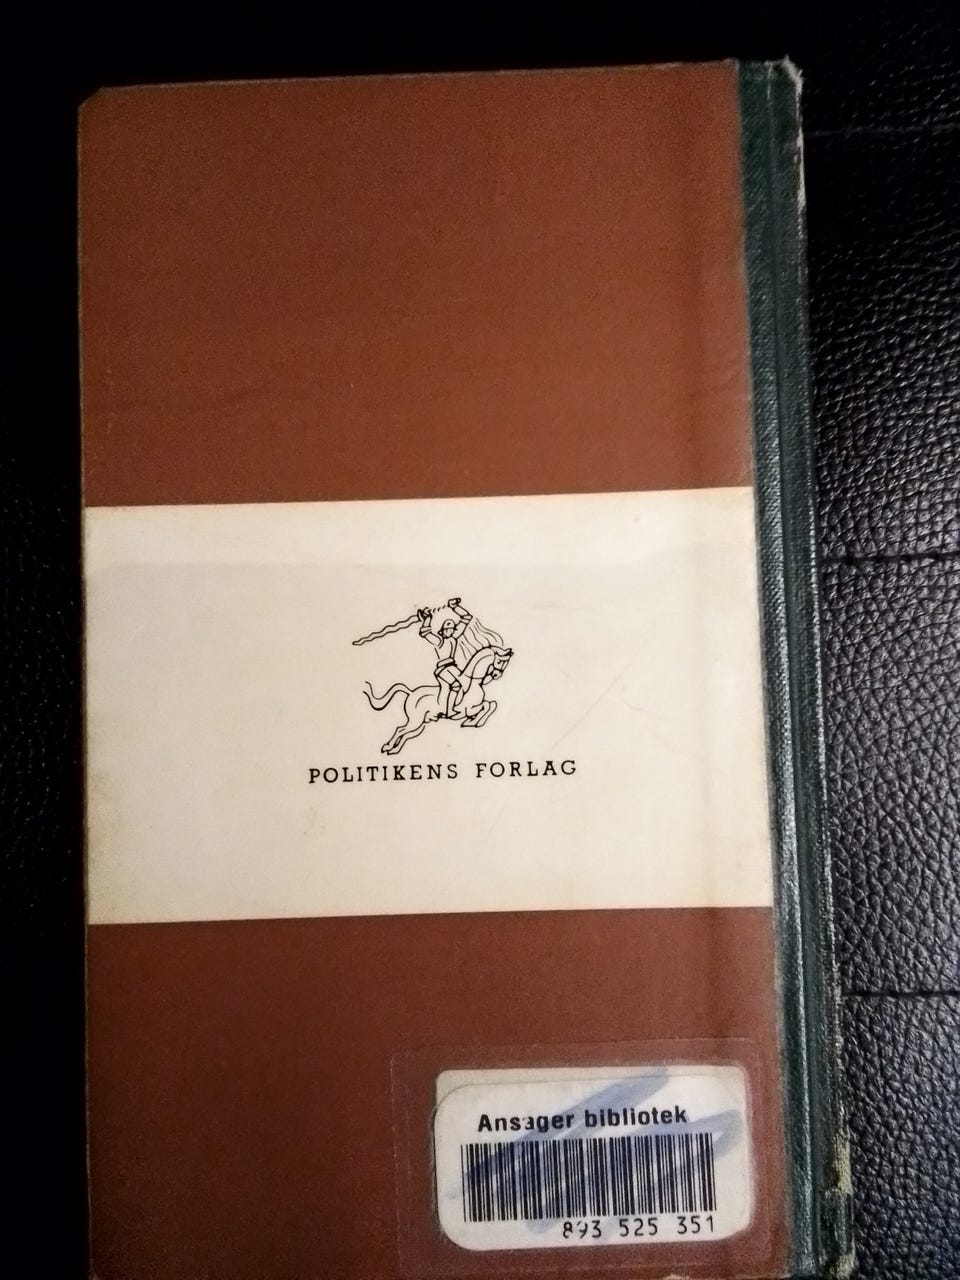 POLITIKENS FORLAG
Ansager bibliotek
893 525 351